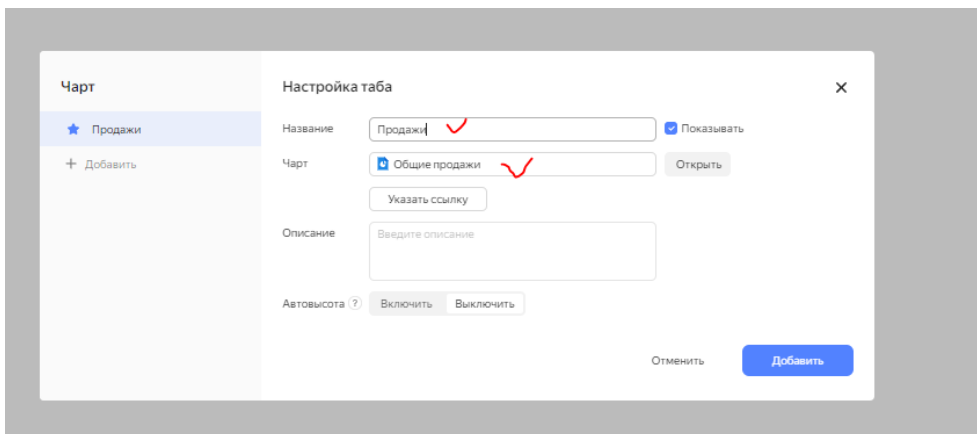 Чарт
Продажи
+ Добавить
Настройка таба
Название
Продажи
Показывать
Чарт
Общие продажи
Открыть
Указать ссылку
Описание
Введите описание
Автовысота ?
Включить
Выключить
Отменить
Добавить